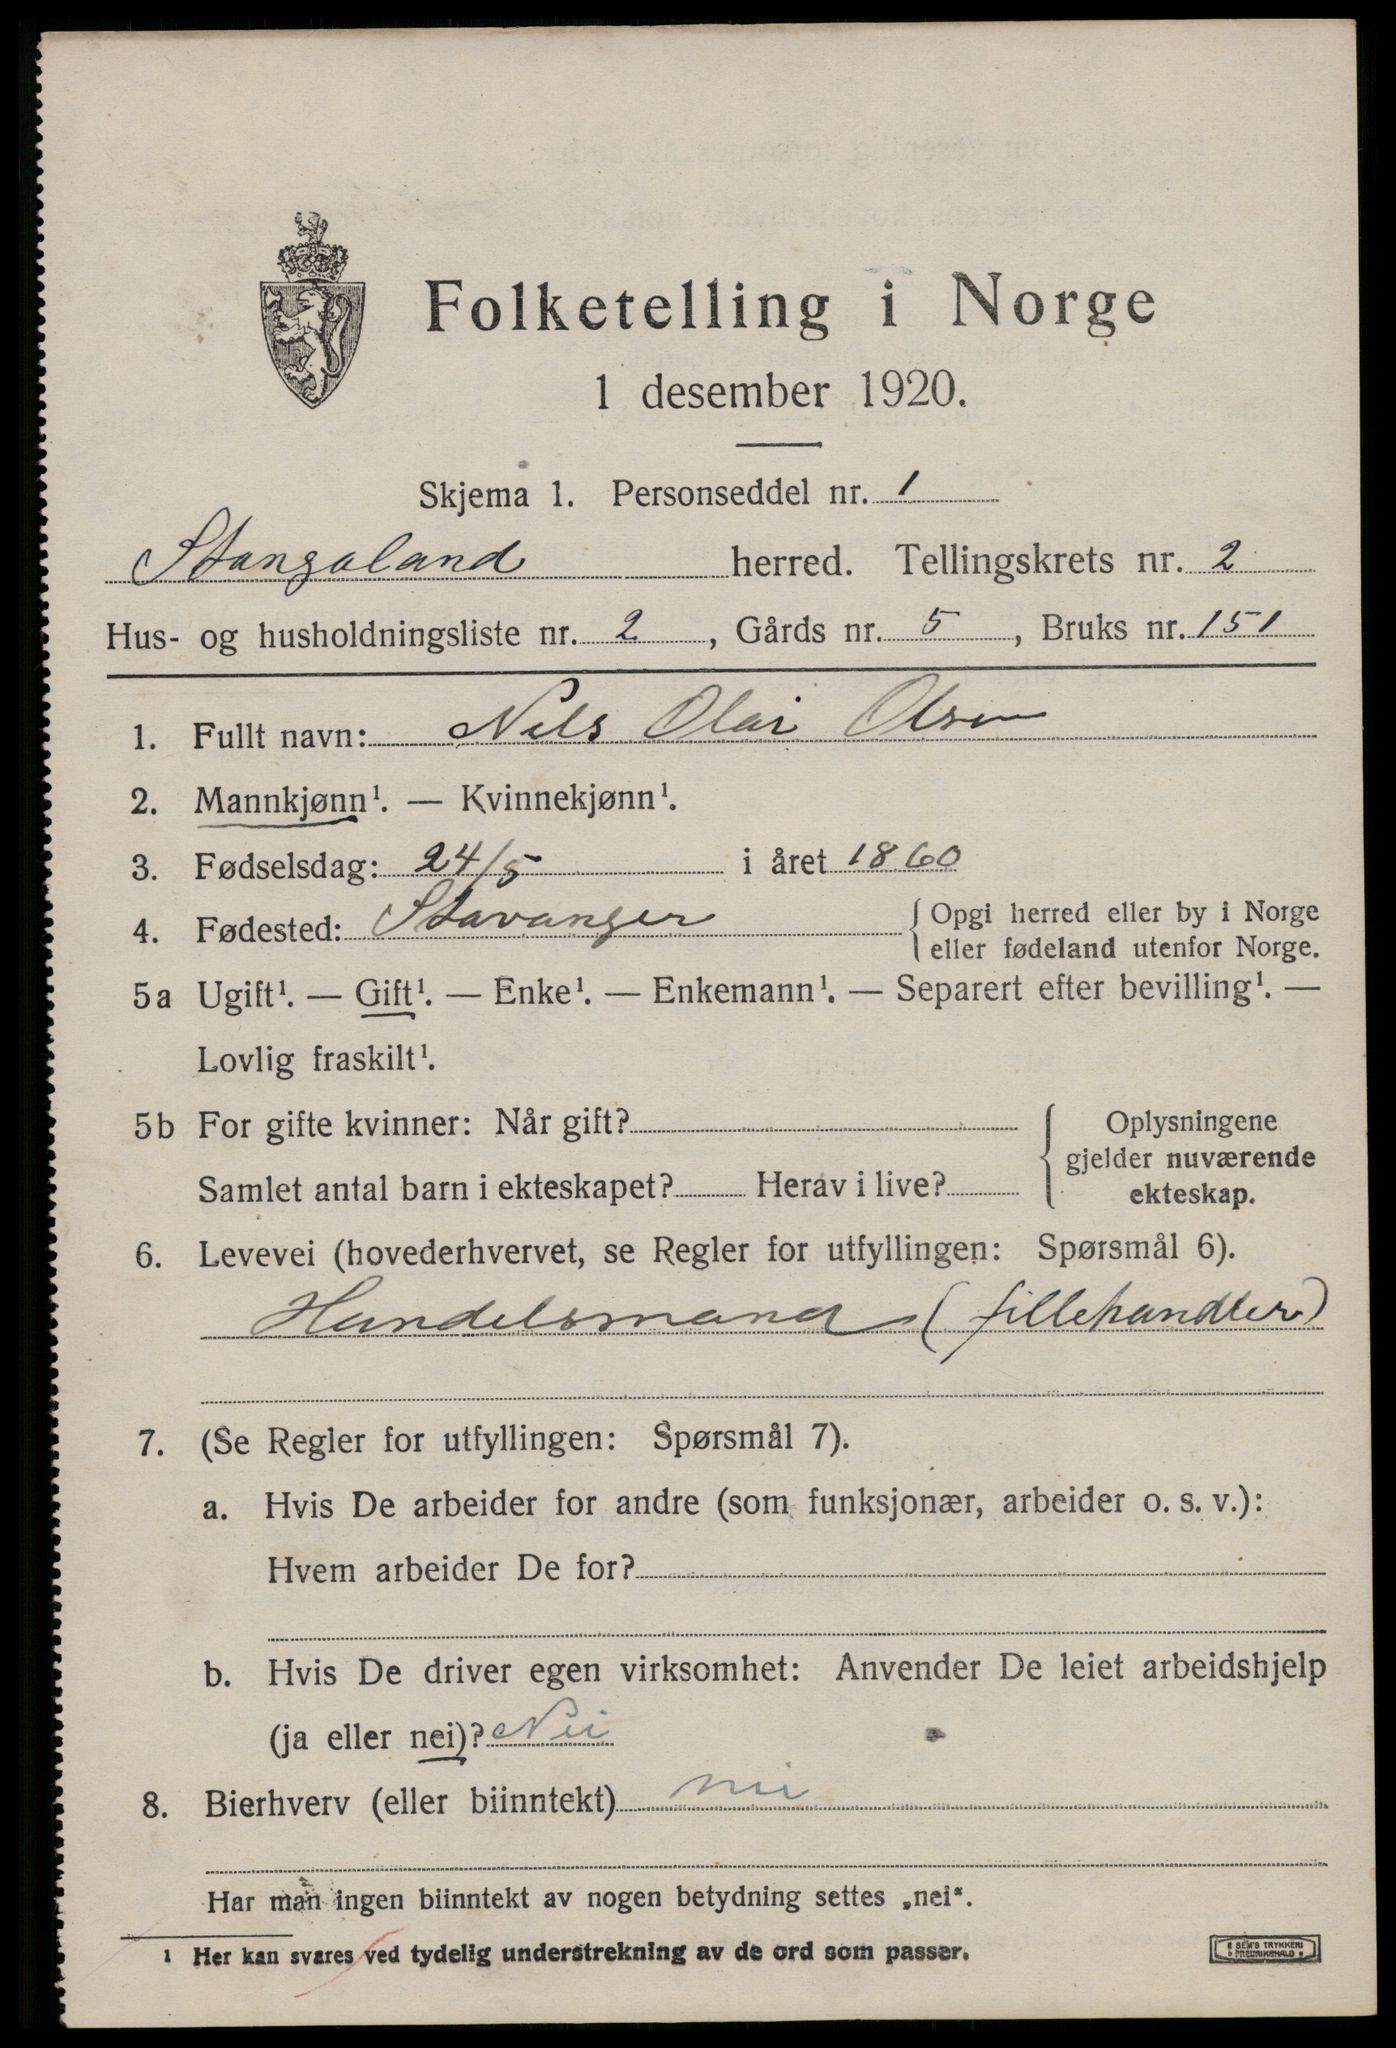 Folketelling i Norge
1 desember 1920.
Skjema 1. Personseddel nr. 1
Stangaland herred. Tellingskrets nr. 2
Hus- og husholdningsliste nr. 2, Gårds nr. 5, Bruks nr. 151
1. Fullt navn: Nils Olai Olsen
2. Mannkjønn¹. — Kvinnekjønn¹.
3. Fødselsdag: 24/5 i året 1860
4. Fødested: Stavanger { Opgi herred eller by i Norge
eller fødeland utenfor Norge.
5a Ugift¹. — Gift¹. — Enke¹. — Enkemann¹. — Separert efter bevilling¹. —
Lovlig fraskilt¹.
5b For gifte kvinner: Når gift?
Samlet antal barn i ekteskapet? Herav i live?
{ Oplysningene
gjelder nuværende
ekteskap.
6. Levevei (hovederhvervet, se Regler for utfyllingen: Spørsmål 6).
Handelsmand (fillehandler)
7. (Se Regler for utfyllingen: Spørsmål 7).
a. Hvis De arbeider for andre (som funksjonær, arbeider o. s. v.):
Hvem arbeider De for?
b. Hvis De driver egen virksomhet: Anvender De leiet arbeidshjelp
(ja eller nei)? Nei
8. Bierhverv (eller biinntekt) nei
Har man ingen biinntekt av nogen betydning settes „nei“.
¹ Her kan svares ved tydelig understrekning av de ord som passer.
SEM'S TRYKKERI
FREDRIKSHALD